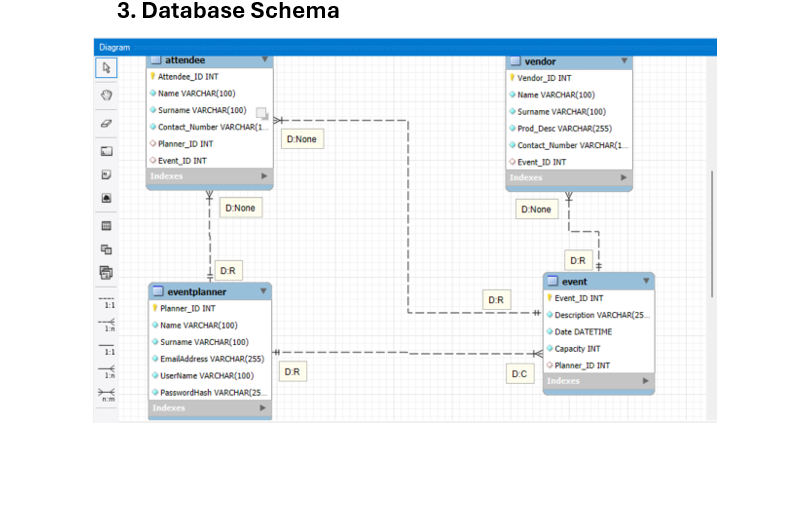 3. Database Schema
Diagram
attendee
Attendee_ID INT
Name VARCHAR(100)
Surname VARCHAR(100)
Contact_Number VARCHAR(1...
Planner_ID INT
Event_ID INT
Indexes
vendor
Vendor_ID INT
Name VARCHAR(100)
Surname VARCHAR(100)
Prod_Desc VARCHAR(255)
Contact_Number VARCHAR(1...
Event_ID INT
Indexes
D:None
D:None
D:None
D:R
D:R
D:R
eventplanner
Planner_ID INT
Name VARCHAR(100)
Surname VARCHAR(100)
EmailAddress VARCHAR(255)
UserName VARCHAR(100)
PasswordHash VARCHAR(25...
Indexes
event
Event_ID INT
Description VARCHAR(25...
Date DATETIME
Capacity INT
Planner_ID INT
Indexes
D:R
D:C
1:1
1:n
1:1
1:n
n:m